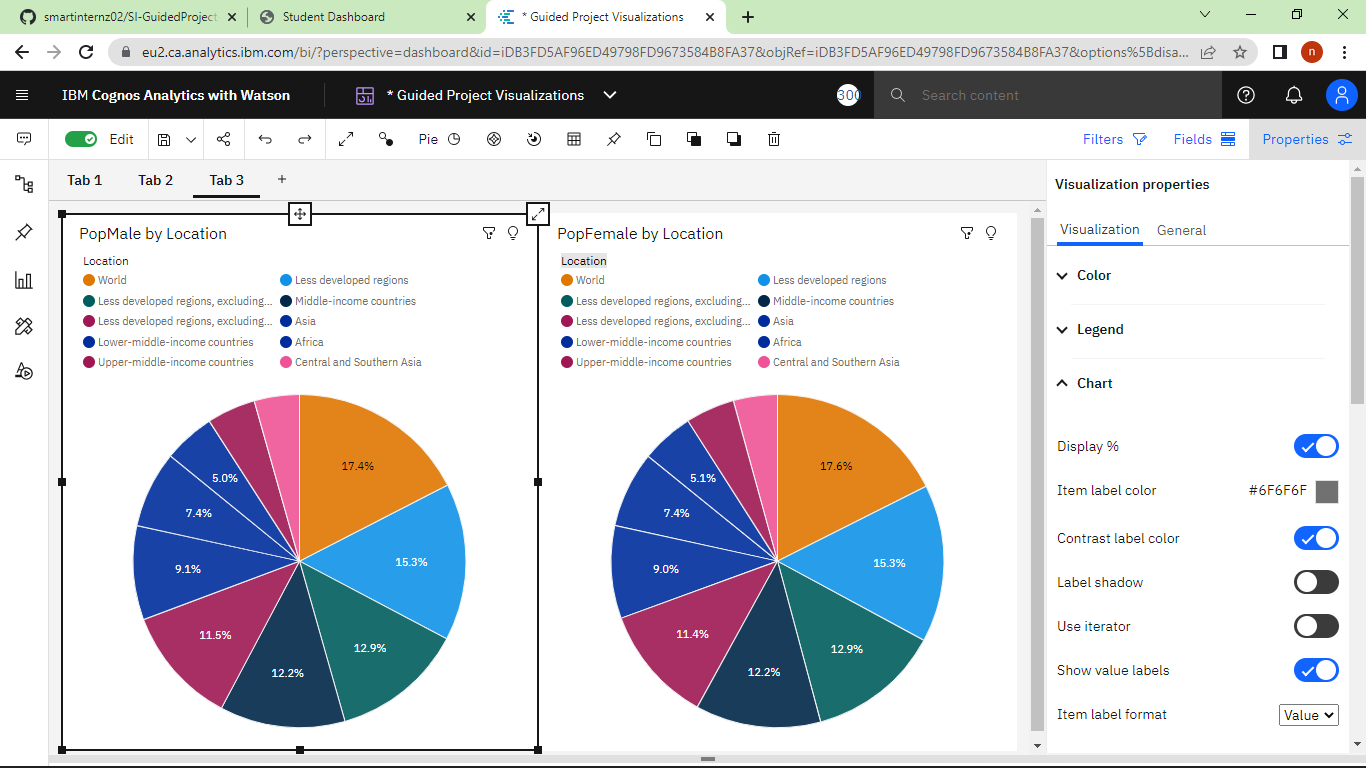 smartinternz02/SI-GuidedProject
Student Dashboard
* Guided Project Visualizations
eu2.ca.analytics.ibm.com/bi/?perspective=dashboard&id=iDB3FD5AF96ED49798FD9673584B8FA37&objRef=iDB3FD5AF96ED49798FD9673584B8FA37&options%5Bdisa...
n
IBM Cognos Analytics with Watson
* Guided Project Visualizations
300
Search content
Edit
Pie
Filters
Fields
Properties
Tab 1
Tab 2
Tab 3
PopMale by Location
Location
World
Less developed regions
Less developed regions, excluding...
Middle-income countries
Less developed regions, excluding...
Asia
Lower-middle-income countries
Africa
Upper-middle-income countries
Central and Southern Asia
17.4%
15.3%
12.9%
12.2%
11.5%
9.1%
7.4%
5.0%
PopFemale by Location
Location
World
Less developed regions
Less developed regions, excluding...
Middle-income countries
Less developed regions, excluding...
Asia
Lower-middle-income countries
Africa
Upper-middle-income countries
Central and Southern Asia
17.6%
15.3%
12.9%
12.2%
11.4%
9.0%
7.4%
5.1%
Visualization properties
Visualization
General
Color
Legend
Chart
Display %
Item label color
#6F6F6F
Contrast label color
Label shadow
Use iterator
Show value labels
Item label format
Value